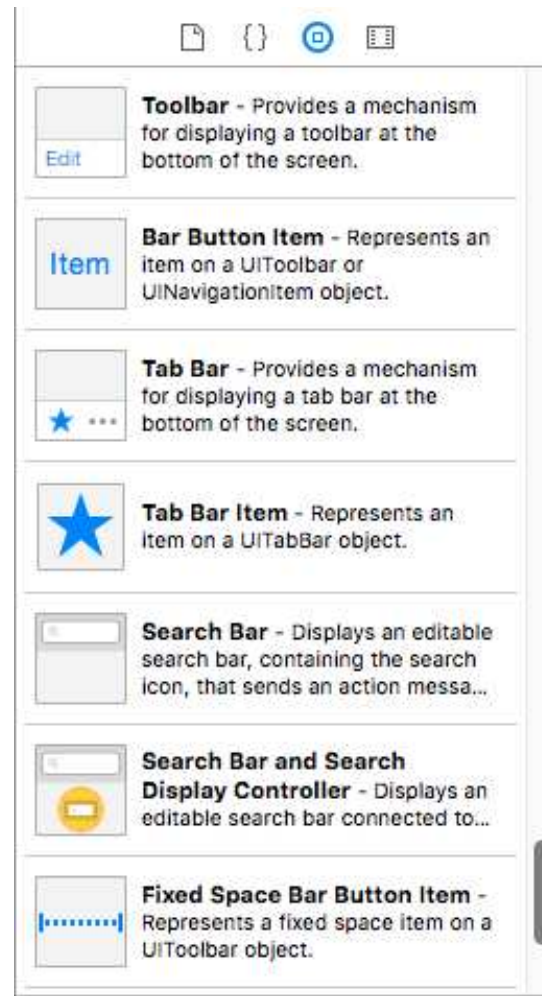 {}
Toolbar - Provides a mechanism
for displaying a toolbar at the
bottom of the screen.
Edit
Bar Button Item - Represents an
item on a UIToolbar or
UINavigationItem object.
Item
Tab Bar - Provides a mechanism
for displaying a tab bar at the
bottom of the screen.
Tab Bar Item - Represents an
item on a UITabBar object.
Search Bar - Displays an editable
search bar, containing the search
icon, that sends an action messa...
Search Bar and Search
Display Controller - Displays an
editable search bar connected to...
Fixed Space Bar Button Item -
Represents a fixed space item on a
UIToolbar object.